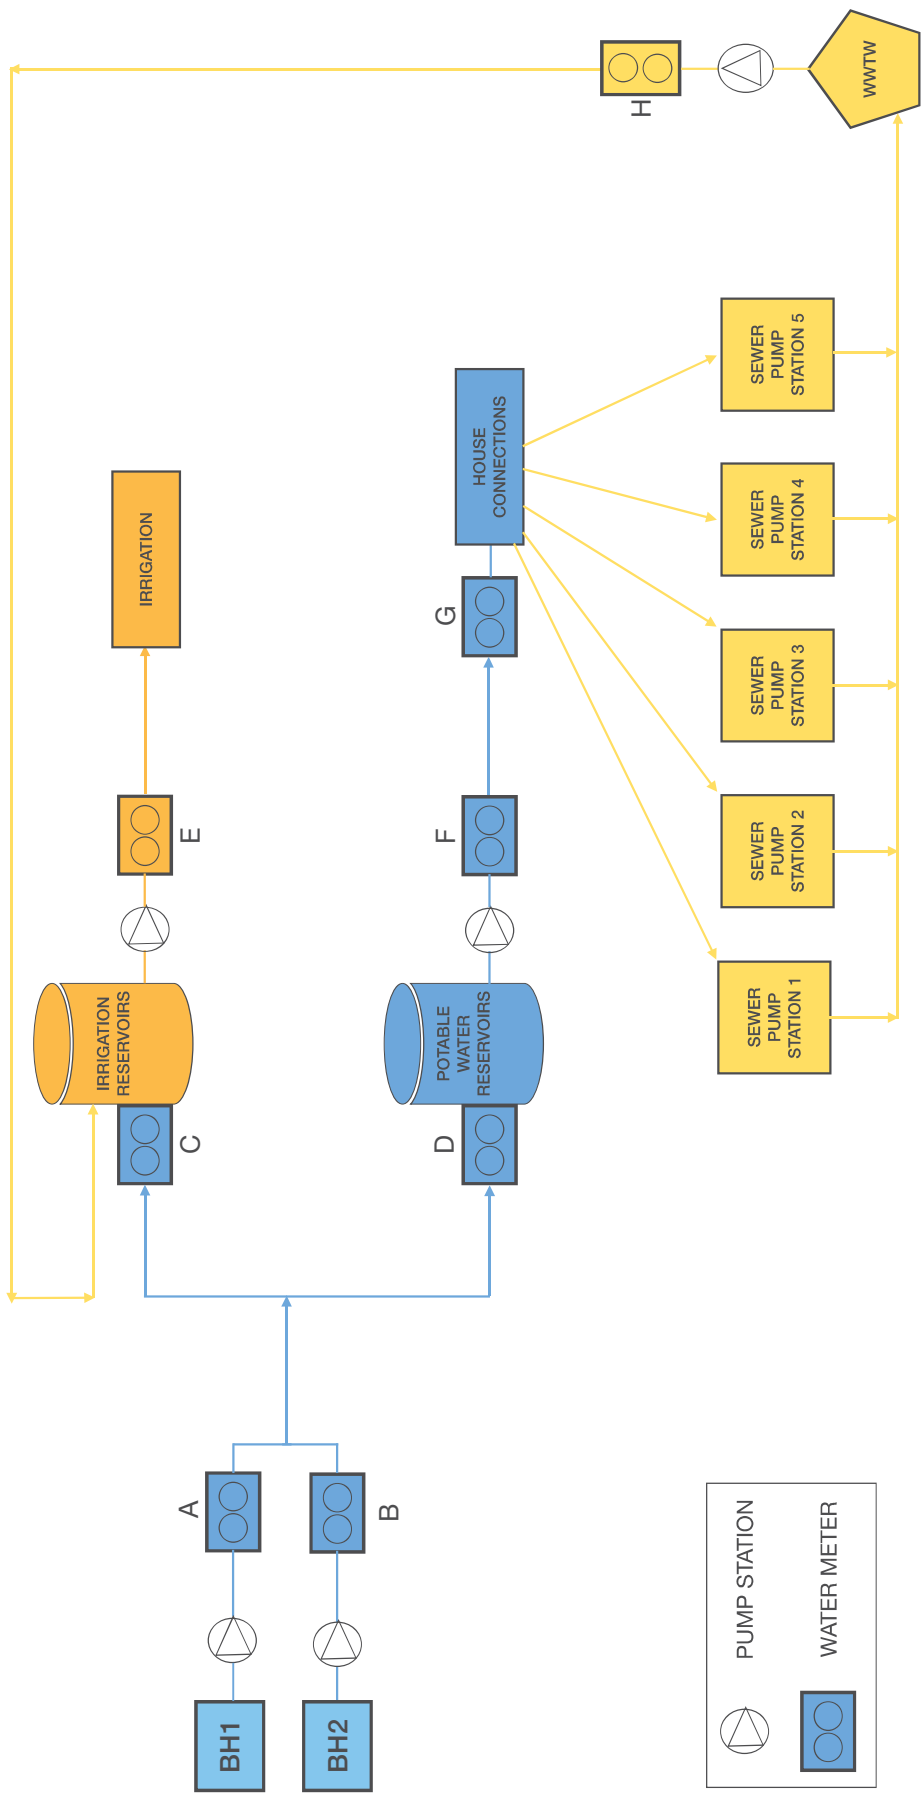 IRRIGATION
RESERVOIRS
C
E
IRRIGATION
A
BH1
B
BH2
POTABLE
WATER
RESERVOIRS
D
F
G
HOUSE
CONNECTIONS
H
WWTW
SEWER
PUMP
STATION 1
SEWER
PUMP
STATION 2
SEWER
PUMP
STATION 3
SEWER
PUMP
STATION 4
SEWER
PUMP
STATION 5
PUMP STATION
WATER METER